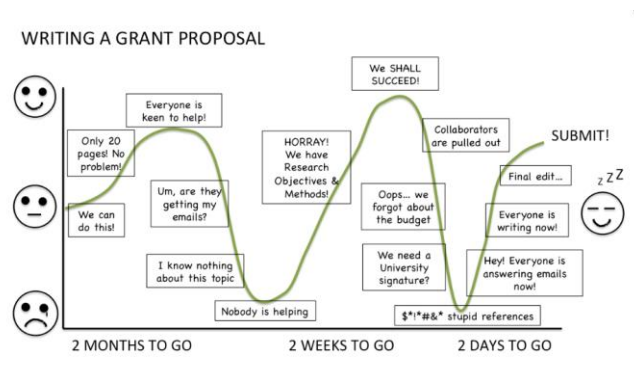 WRITING A GRANT PROPOSAL
We can
do this!
Only 20
pages! No
problem!
Everyone is
keen to help!
Um, are they
getting my
emails?
I know nothing
about this topic
Nobody is helping
HORRAY!
We have
Research
Objectives &
Methods!
We SHALL
SUCCEED!
Collaborators
are pulled out
Oops... we
forgot about
the budget
We need a
University
signature?
$*!*#&* stupid references
Hey! Everyone is
answering emails
now!
Everyone is
writing now!
Final edit...
SUBMIT!
z Z Z
2 MONTHS TO GO
2 WEEKS TO GO
2 DAYS TO GO